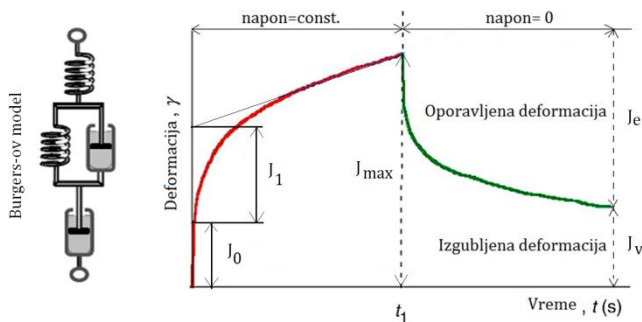 Burgers-ov model
Deformacija , γ
napon=const.
napon= 0
Oporavljena deformacija
J_e
J_1
J_max
J_0
Izgubljena deformacija
J_v
t_1
Vreme , t (s)